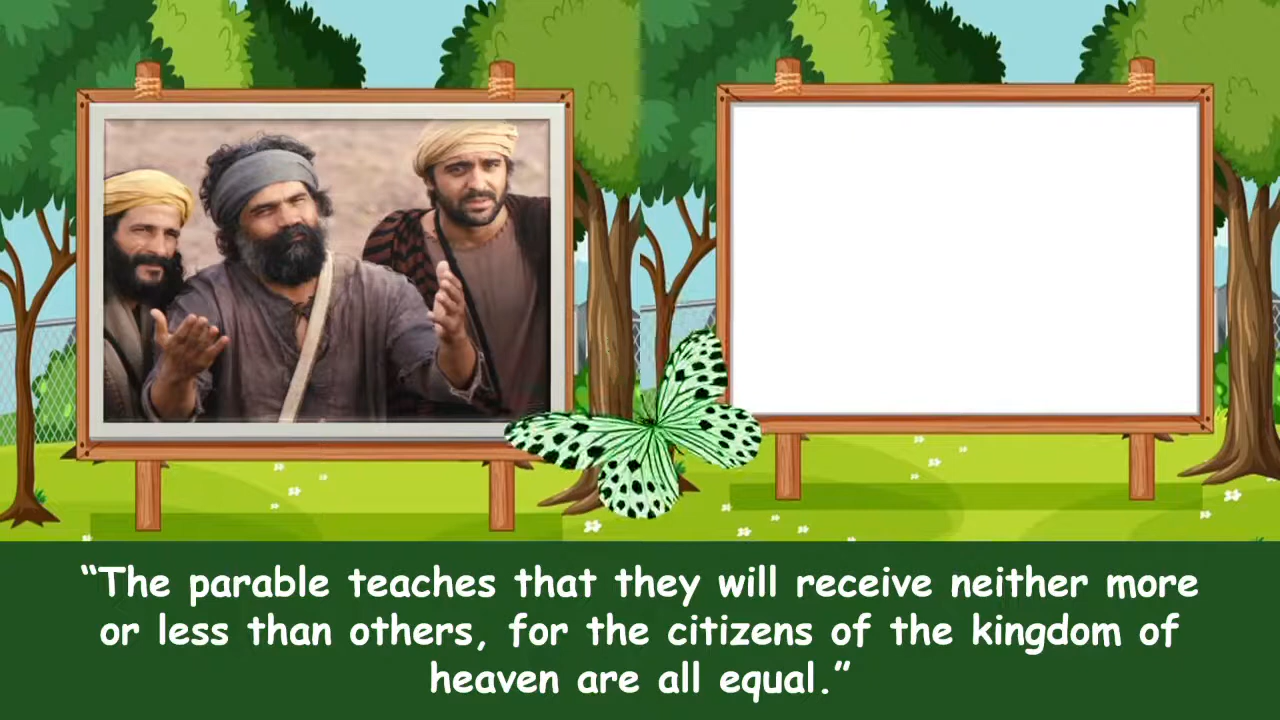 “The parable teaches that they will receive neither more
or less than others, for the citizens of the kingdom of
heaven are all equal.”